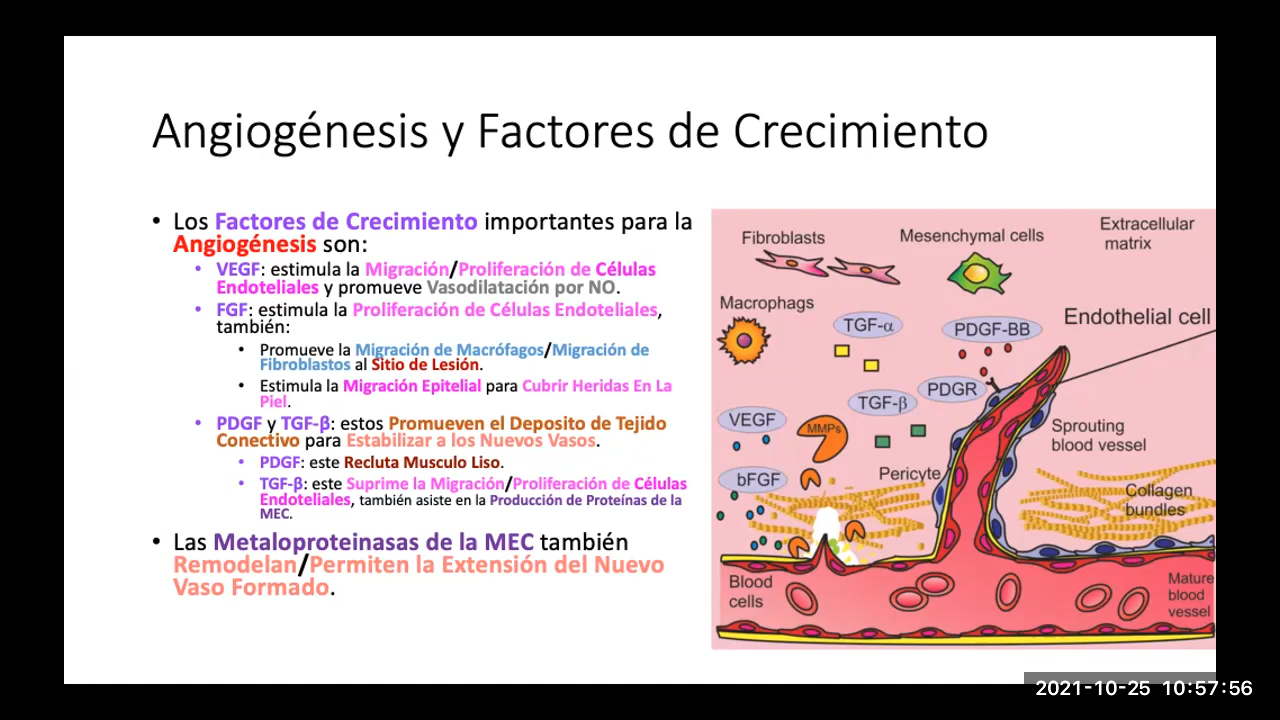 Angiogénesis y Factores de Crecimiento
• Los Factores de Crecimiento importantes para la
Angiogénesis son:
• VEGF: estimula la Migración/Proliferación de Células
Endoteliales y promueve Vasodilatación por NO.
• FGF: estimula la Proliferación de Células Endoteliales,
también:
• Promueve la Migración de Macrófagos/Migración de
Fibroblastos al Sitio de Lesión.
• Estimula la Migración Epitelial para Cubrir Heridas En La
Piel.
• PDGF y TGF-β: estos Promueven el Deposito de Tejido
Conectivo para Estabilizar a los Nuevos Vasos.
• PDGF: este Recluta Musculo Liso.
• TGF-β: este Suprime la Migración/Proliferación de Células
Endoteliales, también asiste en la Producción de Proteínas de la
MEC.
• Las Metaloproteinasas de la MEC también
Remodelan/Permiten la Extensión del Nuevo
Vaso Formado.
Fibroblasts
Mesenchymal cells
Extracellular
matrix
Macrophags
TGF-α
PDGF-BB
Endothelial cell
PDGR
TGF-β
VEGF
MMPs
Sprouting
blood vessel
Pericyte
bFGF
Collagen
bundles
Blood
cells
Mature
blood
vessel
2021-10-25 10:57:56